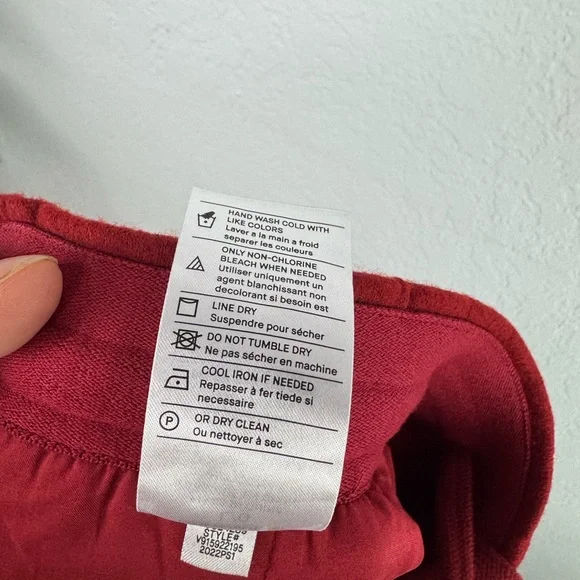 HAND WASH COLD WITH
LIKE COLORS
Laver a la main a froid
separer les couleurs
ONLY NON-CHLORINE
BLEACH WHEN NEEDED
Utiliser uniquement un
agent blanchissant non
decolorant si besoin est
LINE DRY
Suspendre pour sécher
DO NOT TUMBLE DRY
Ne pas sécher en machine
COOL IRON IF NEEDED
Repasser à fer tiede si
necessaire
P
OR DRY CLEAN
Ou nettoyer à sec
STYLE#
V915922195
2022PS1